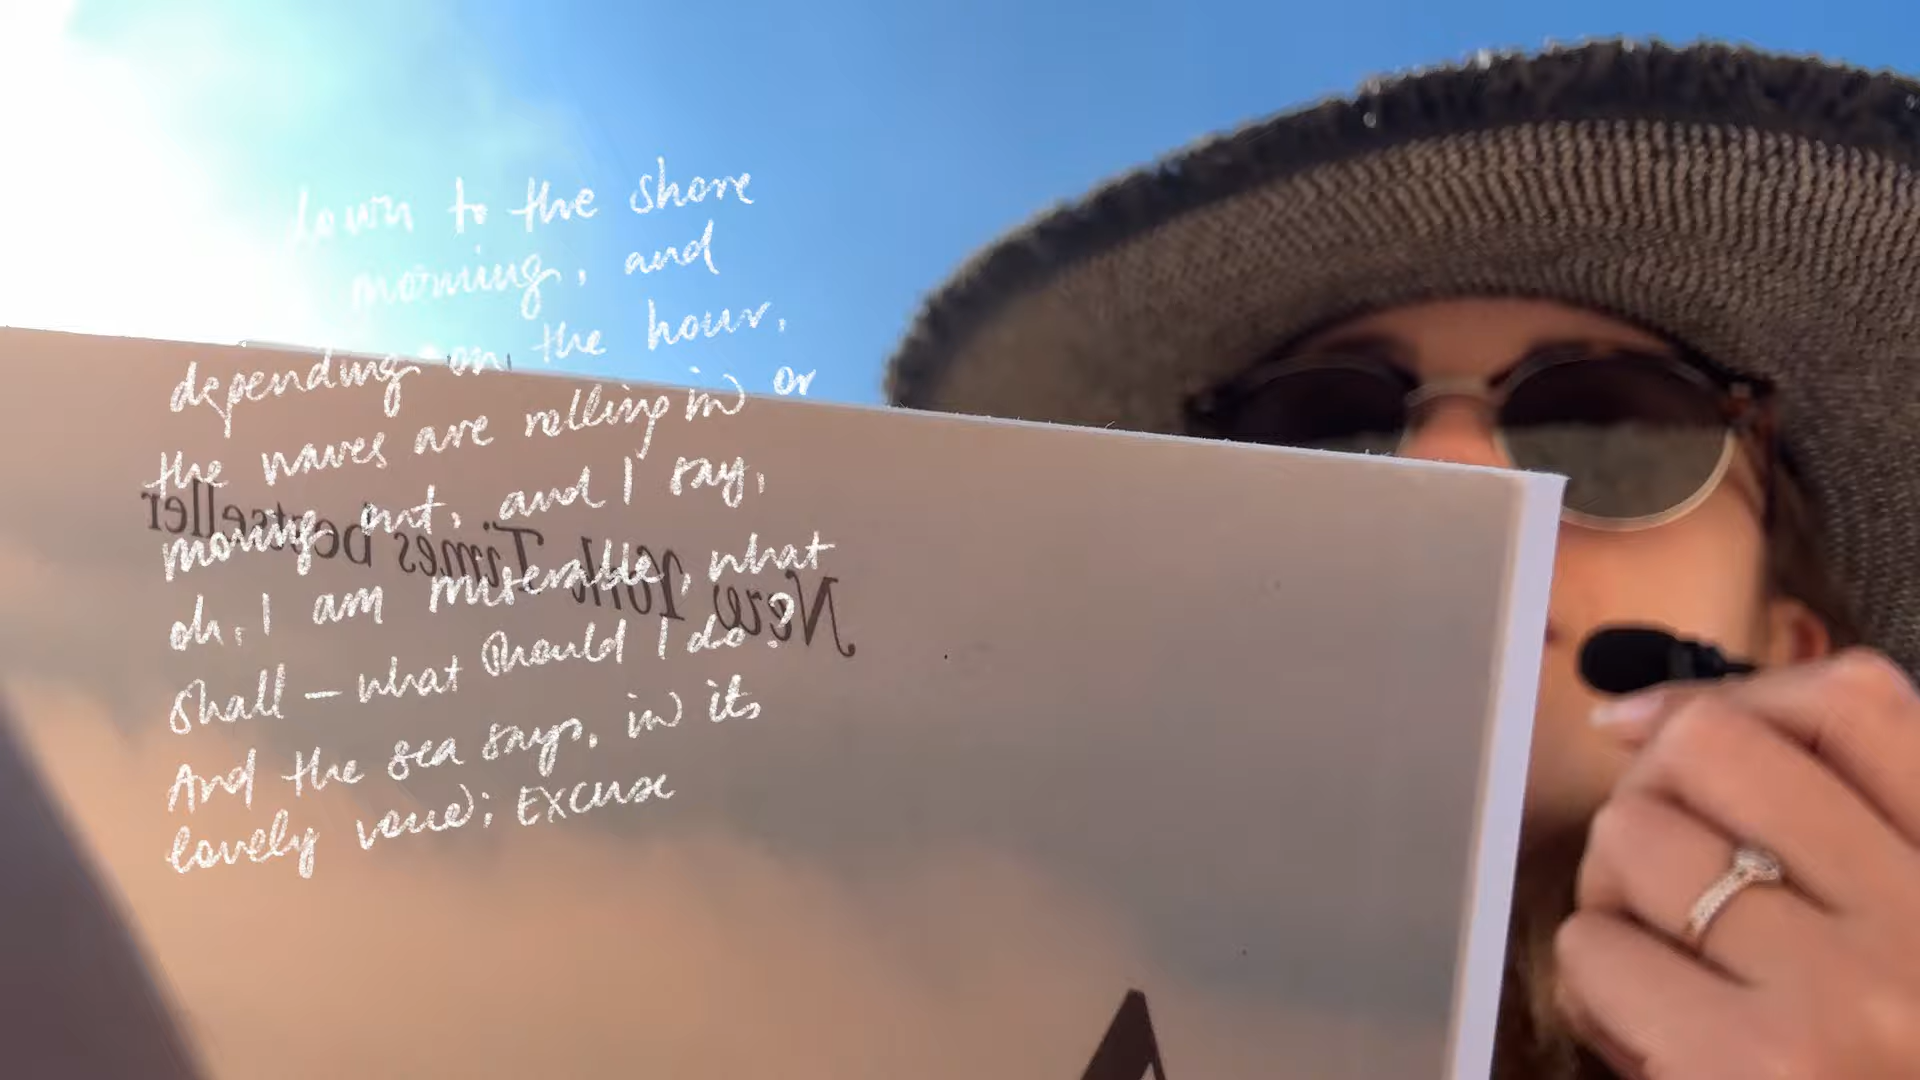 down to the shore
morning, and
the hour,
depending on
the waves are rolling in or
moving out, and I say,
oh, I am miserable, what
shall – what should I do?
And the sea says, in its
lovely voice; Excuse
New York Times bestseller